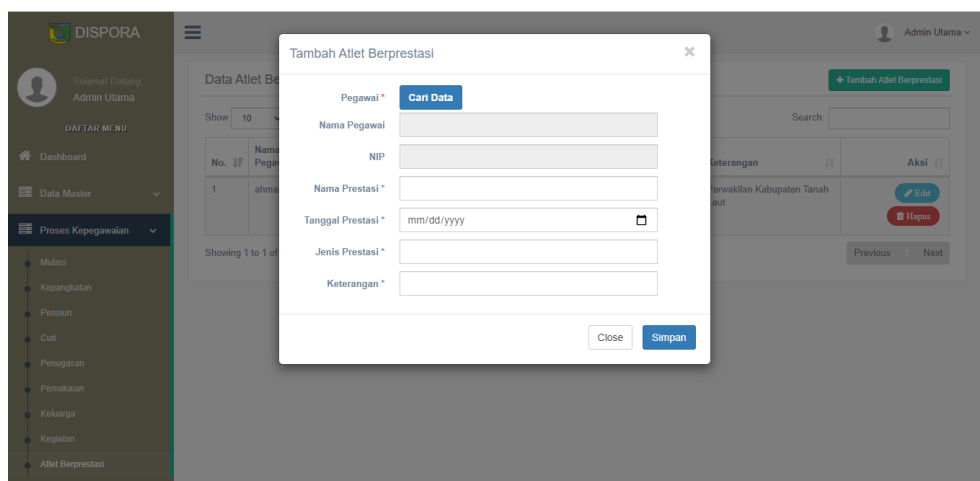 DISPORA
Admin Utama
Selamat Datang,
Admin Utama
DAFTAR MENU
Dashboard
Data Master
Proses Kepegawaian
Mutasi
Kepangkatan
Pensiun
Cuti
Penugasan
Pemakaian
Keluarga
Kegiatan
Atlet Berprestasi
Data Atlet Be
+ Tambah Atlet Berprestasi
Show 10
Search:
No.
Nama
Pegaw
Keterangan
Aksi
1
ahma
Perwakilan Kabupaten Tanah
Laut
Edit
Hapus
Showing 1 to 1 of
Previous 1 Next
Tambah Atlet Berprestasi
×
Pegawai *
Cari Data
Nama Pegawai
NIP
Nama Prestasi *
Tanggal Prestasi *
mm/dd/yyyy
Jenis Prestasi *
Keterangan *
Close
Simpan